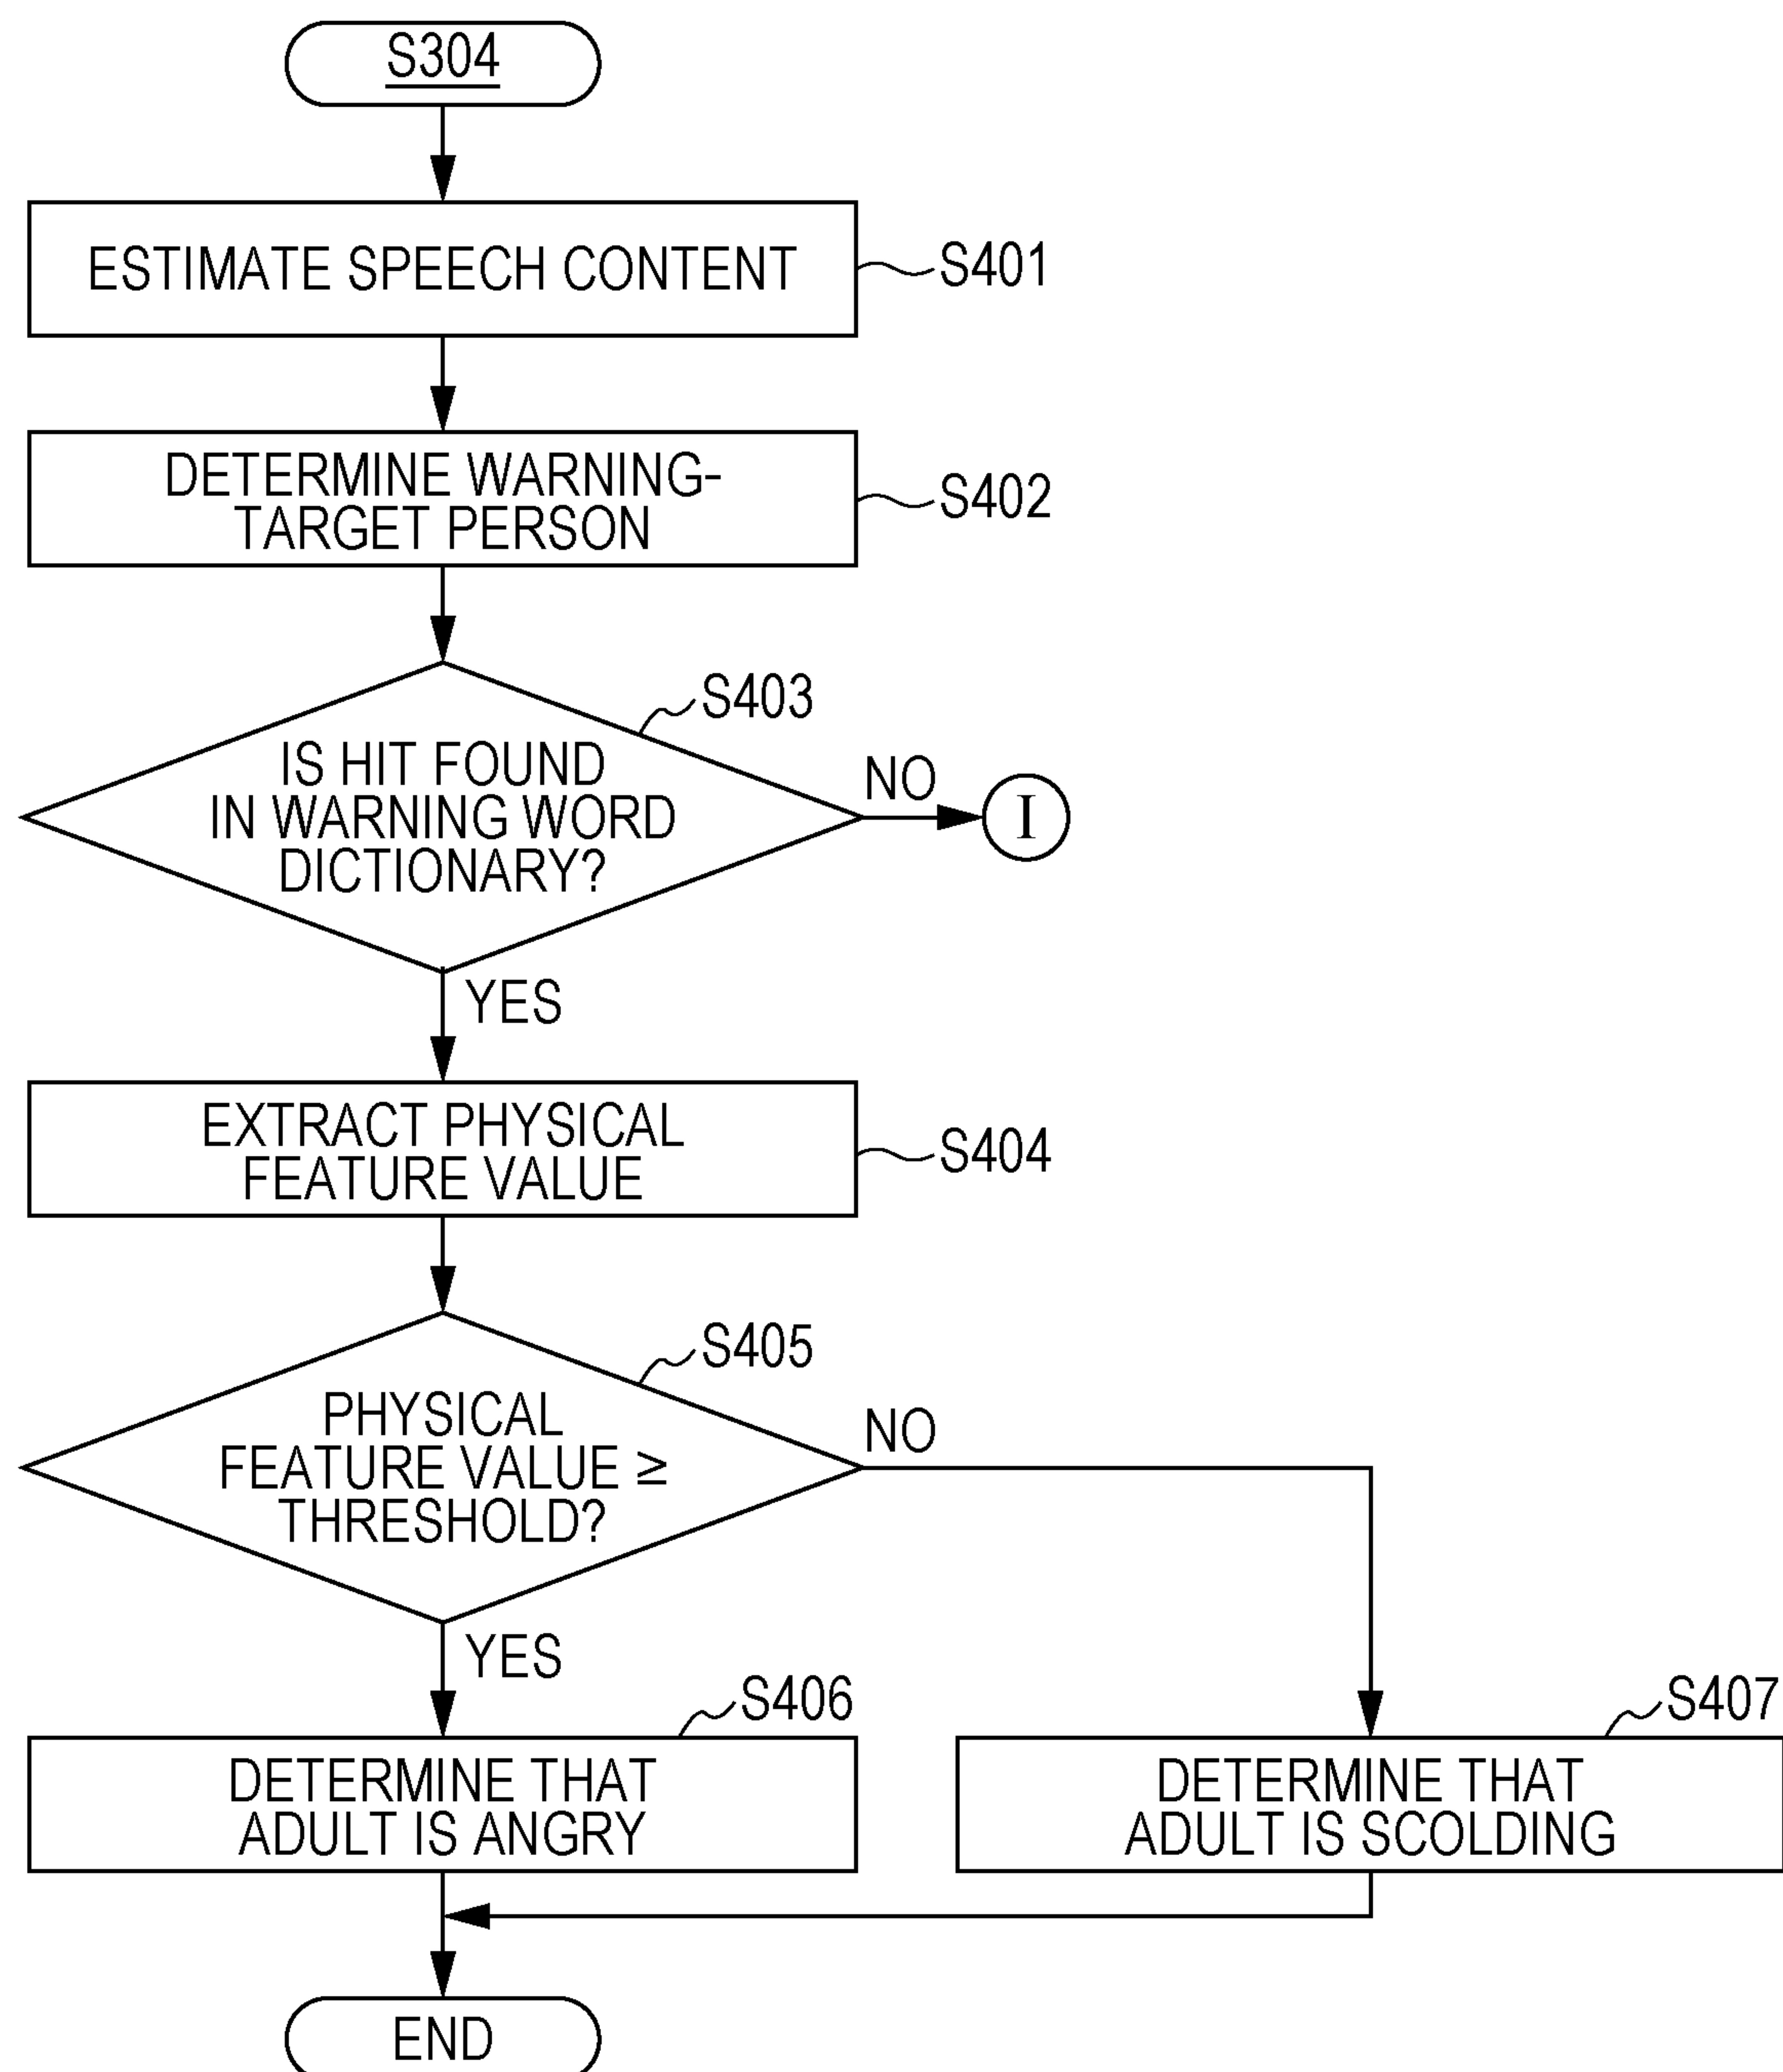 S304
ESTIMATE SPEECH CONTENT
S401
DETERMINE WARNING-
TARGET PERSON
S402
S403
IS HIT FOUND
IN WARNING WORD
DICTIONARY?
NO
I
YES
EXTRACT PHYSICAL
FEATURE VALUE
S404
S405
PHYSICAL
FEATURE VALUE ≥
THRESHOLD?
NO
YES
S406
DETERMINE THAT
ADULT IS ANGRY
S407
DETERMINE THAT
ADULT IS SCOLDING
END